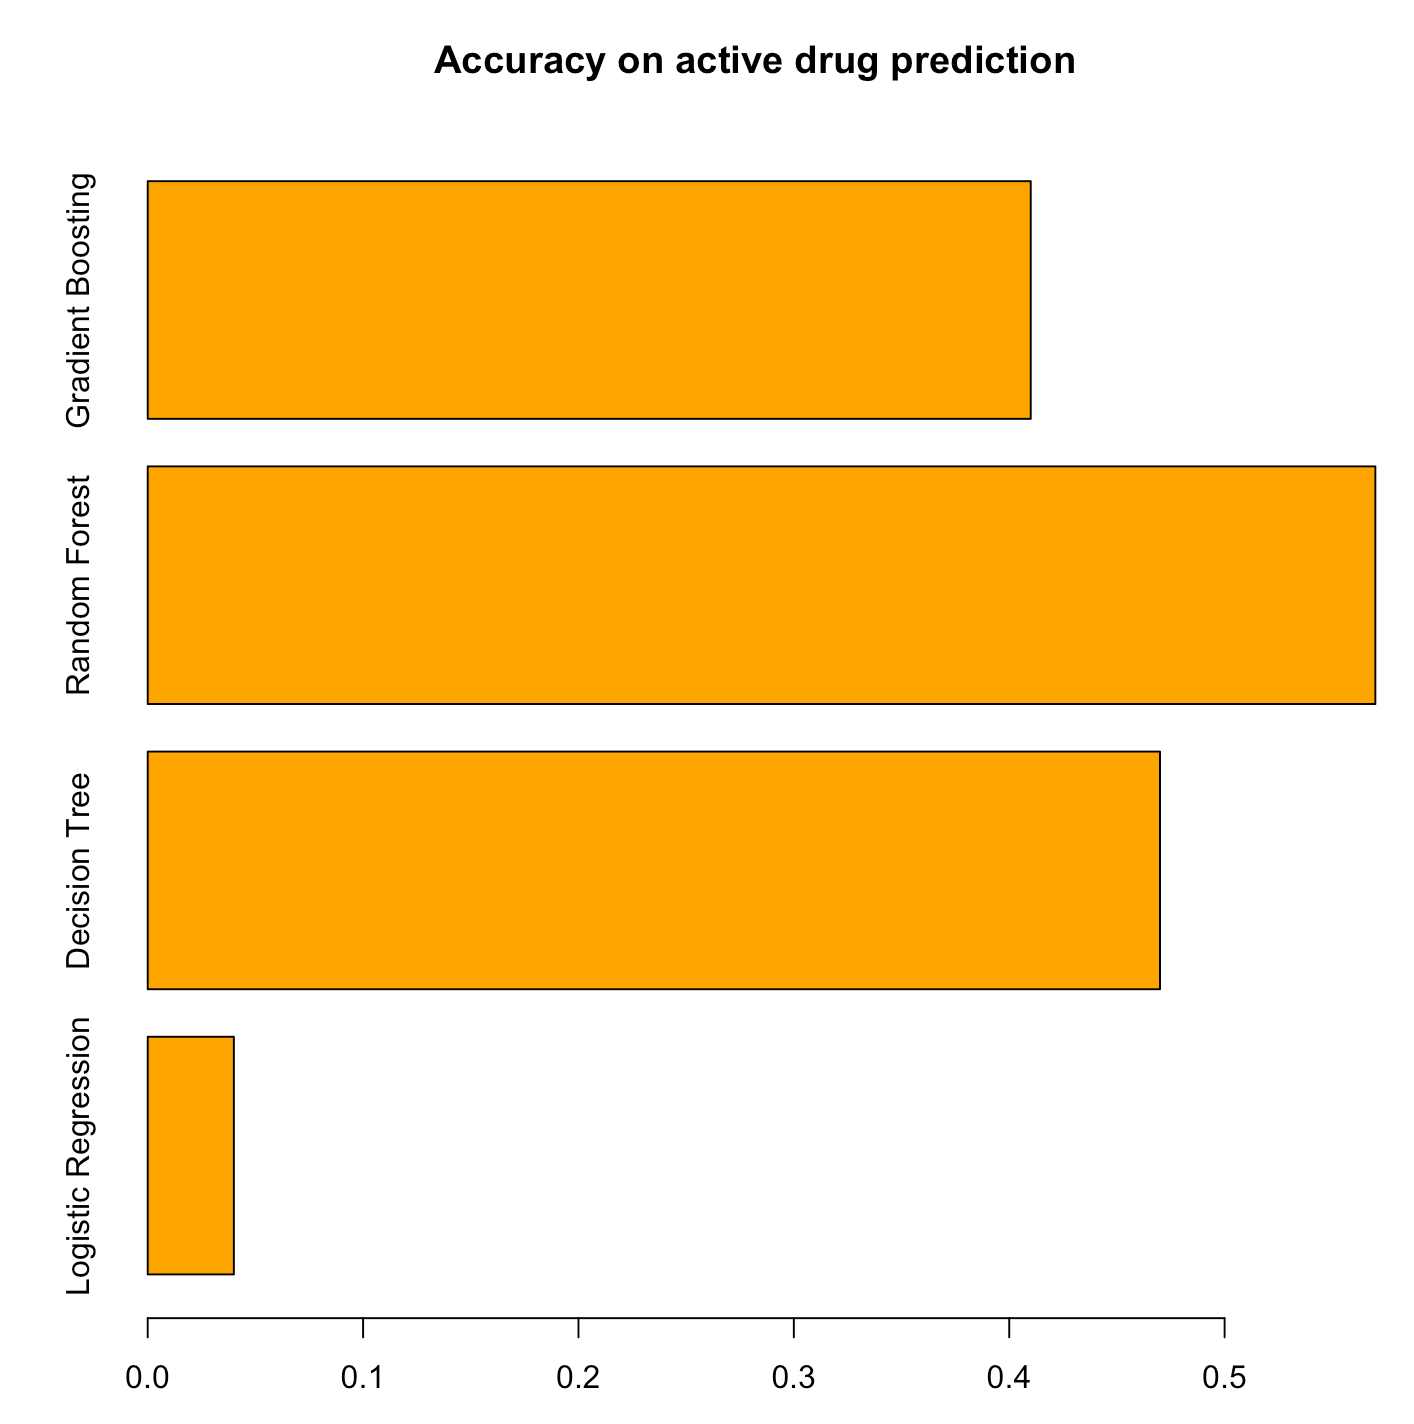 Accuracy on active drug prediction
Gradient Boosting
Random Forest
Decision Tree
Logistic Regression
0.0 0.1 0.2 0.3 0.4 0.5